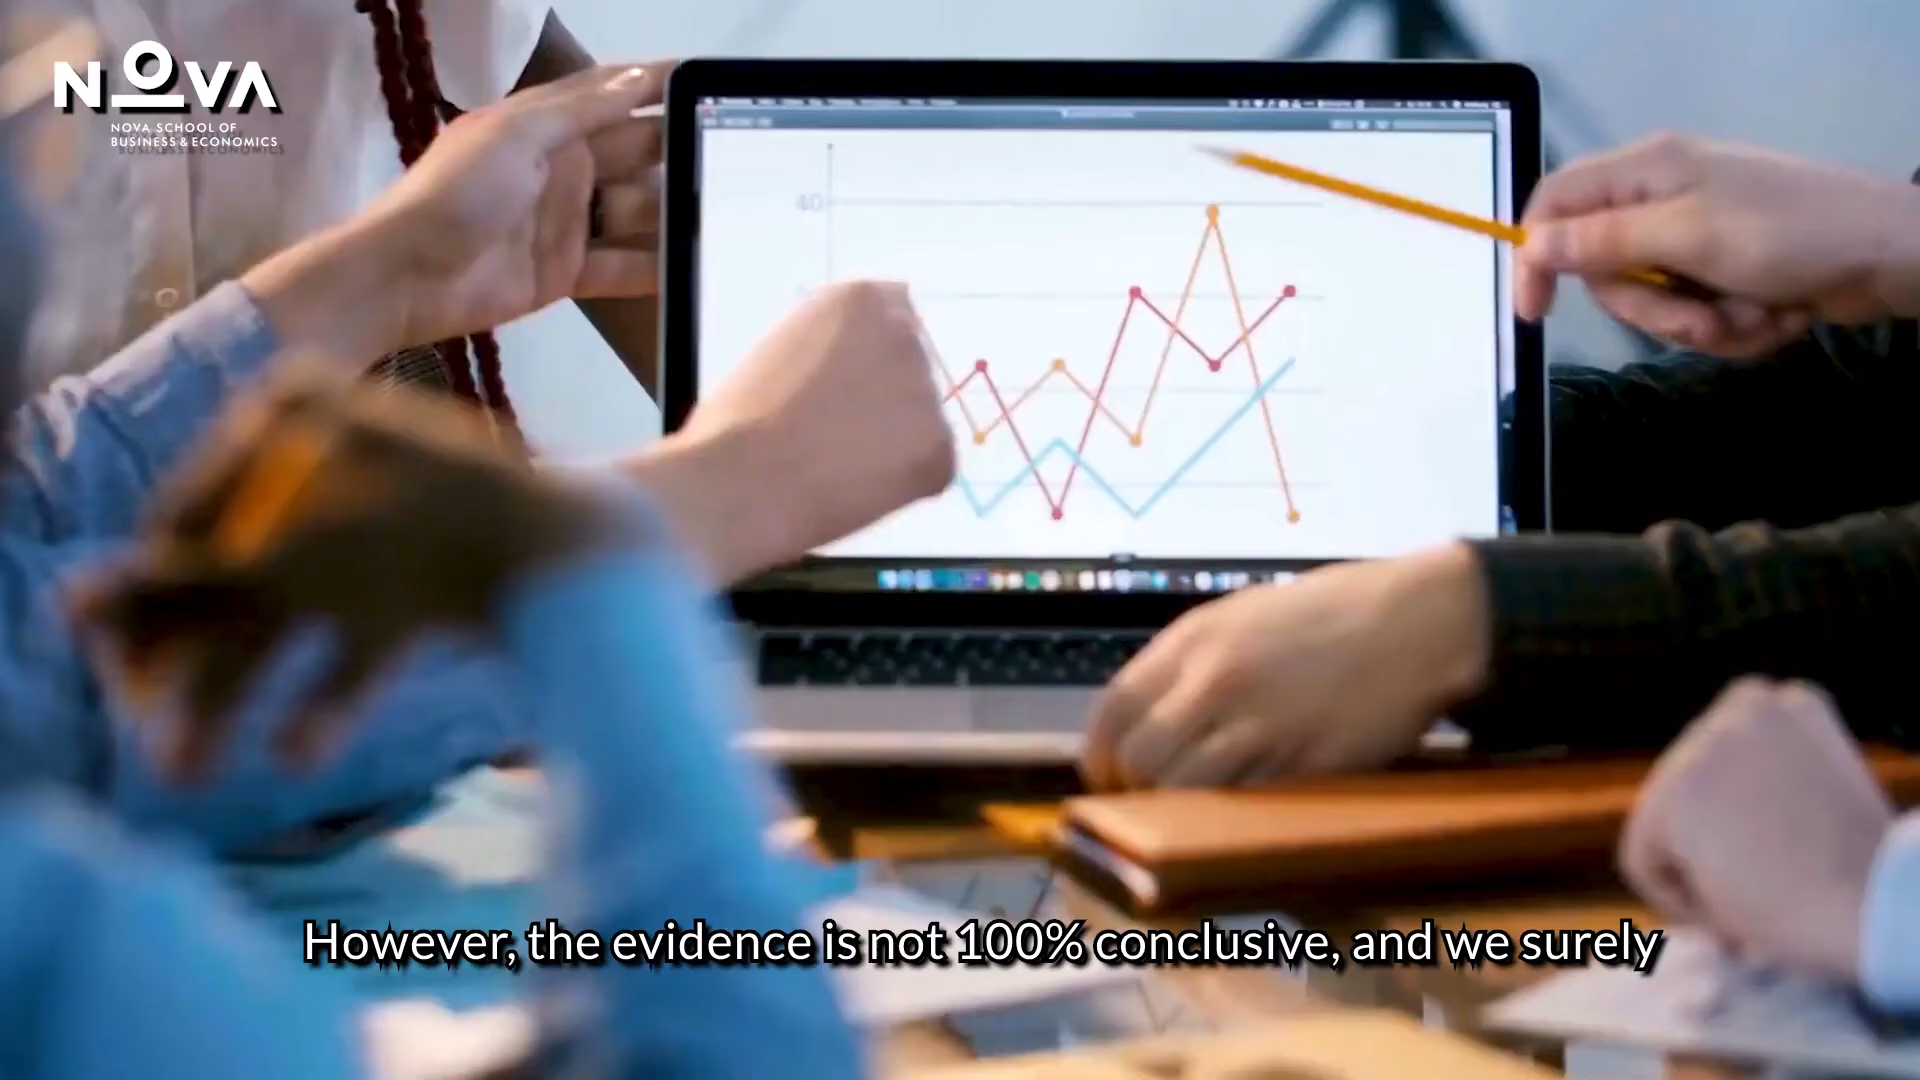 NOVA
NOVA SCHOOL OF
BUSINESS & ECONOMICS
40
However, the evidence is not 100% conclusive, and we surely